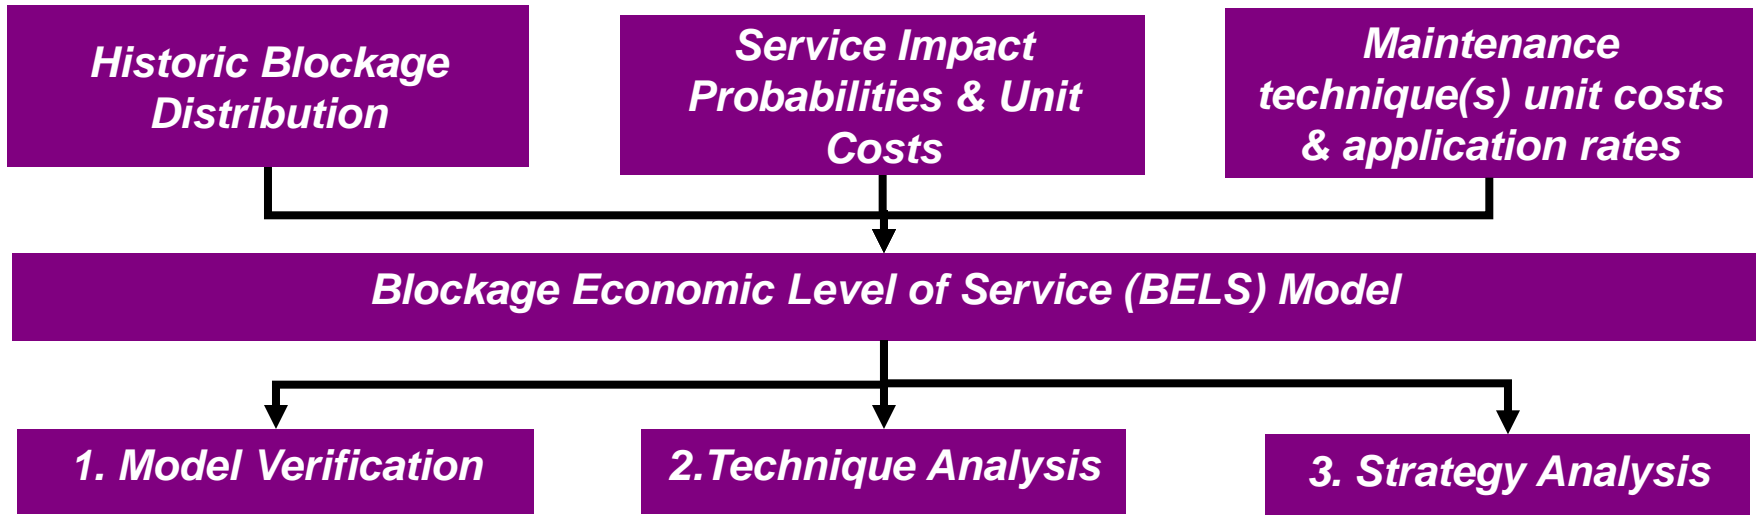 Historic Blockage
Distribution
Service Impact
Probabilities & Unit
Costs
Maintenance
technique(s) unit costs
& application rates
Blockage Economic Level of Service (BELS) Model
1. Model Verification
2.Technique Analysis
3. Strategy Analysis